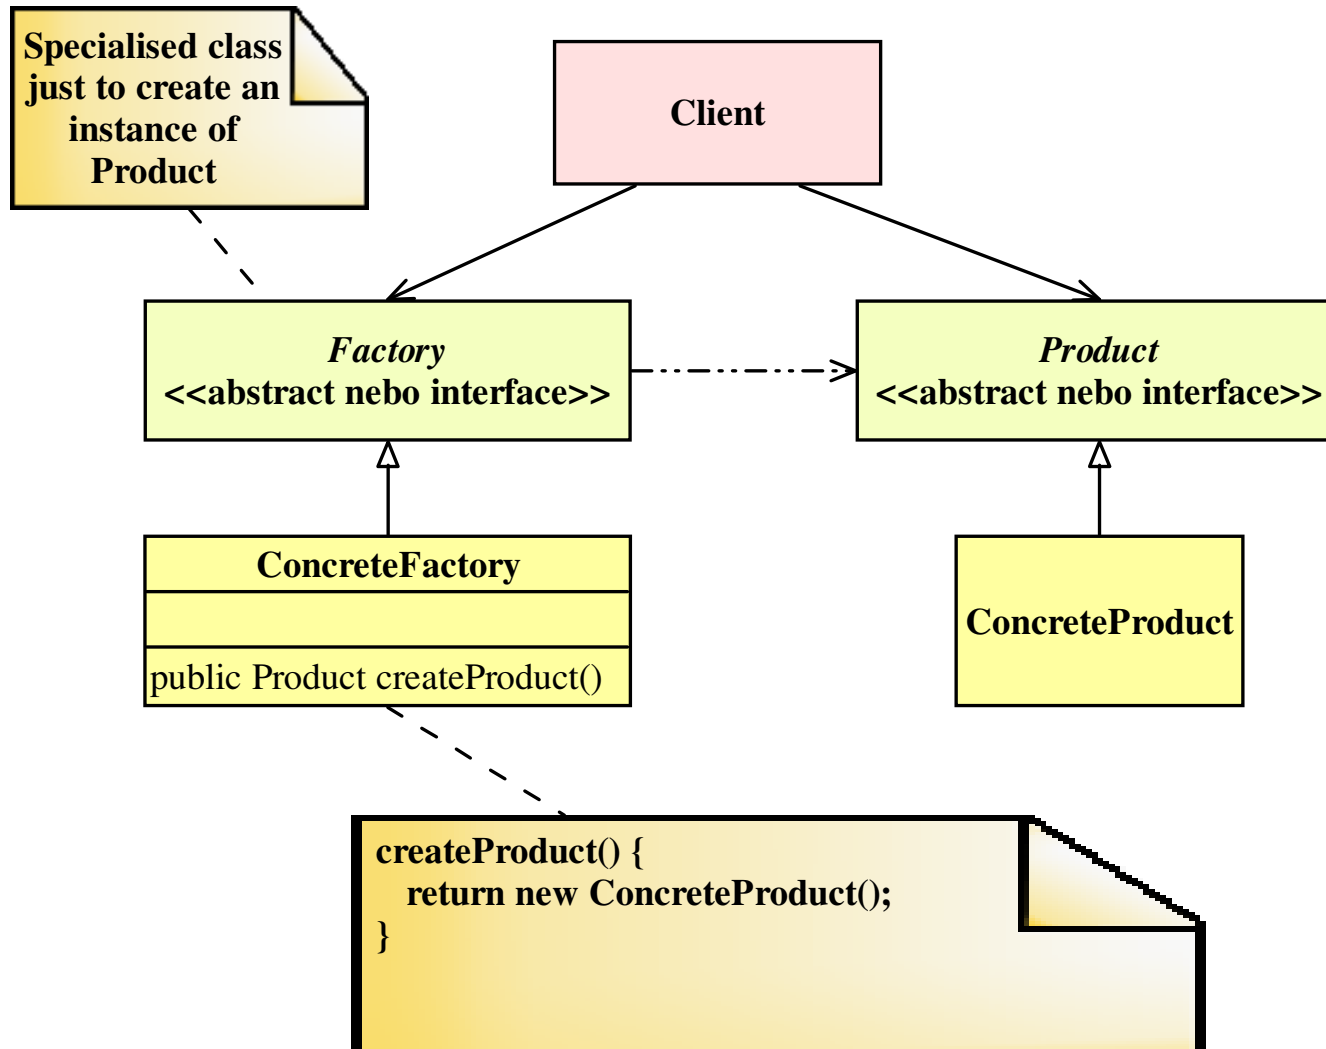 Specialised class
just to create an
instance of
Product
Client
Factory
<<abstract nebo interface>>
Product
<<abstract nebo interface>>
ConcreteFactory
public Product createProduct()
ConcreteProduct
createProduct() {
return new ConcreteProduct();
}